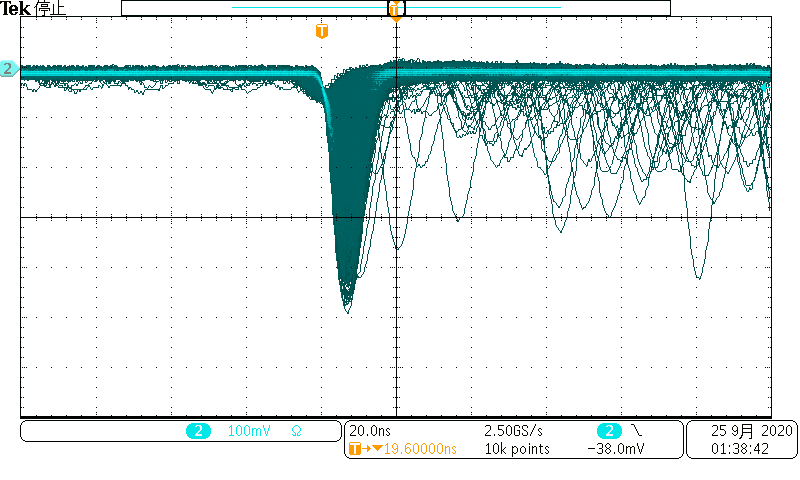 Tek 停止
T
T
2
2 100mV Ω
20.0ns 2.50GS/s 2
T→▼19.60000ns 10k points −38.0mV
25 9月 2020
01:38:42